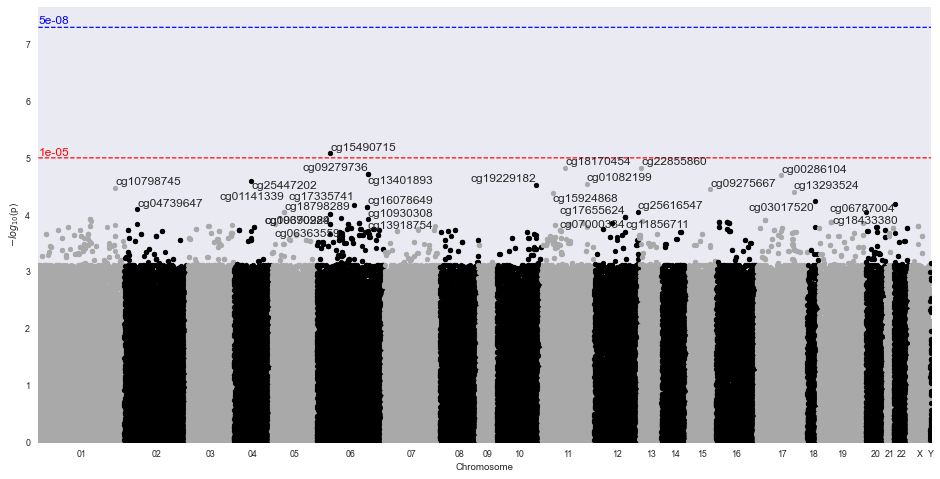 5e-08
7
6
1e-05
5
cg15490715
cg18170454
cg22855860
cg09279736
cg00286104
cg10798745
cg25447202
cg13401893
cg19229182
cg01082199
cg09275667
cg13293524
cg01141339
cg17335741
cg16078649
cg15924868
cg04739647
cg18798289
cg10930308
cg17655624
cg25616547
cg03017520
cg06787004
4
cg13918754
cg07000334
cg11856711
cg18433380
3
2
1
0
−log10(p)
01 02 03 04 05 06 07 08 09 10 11 12 13 14 15 16 17 18 19 20 21 22 X Y
Chromosome